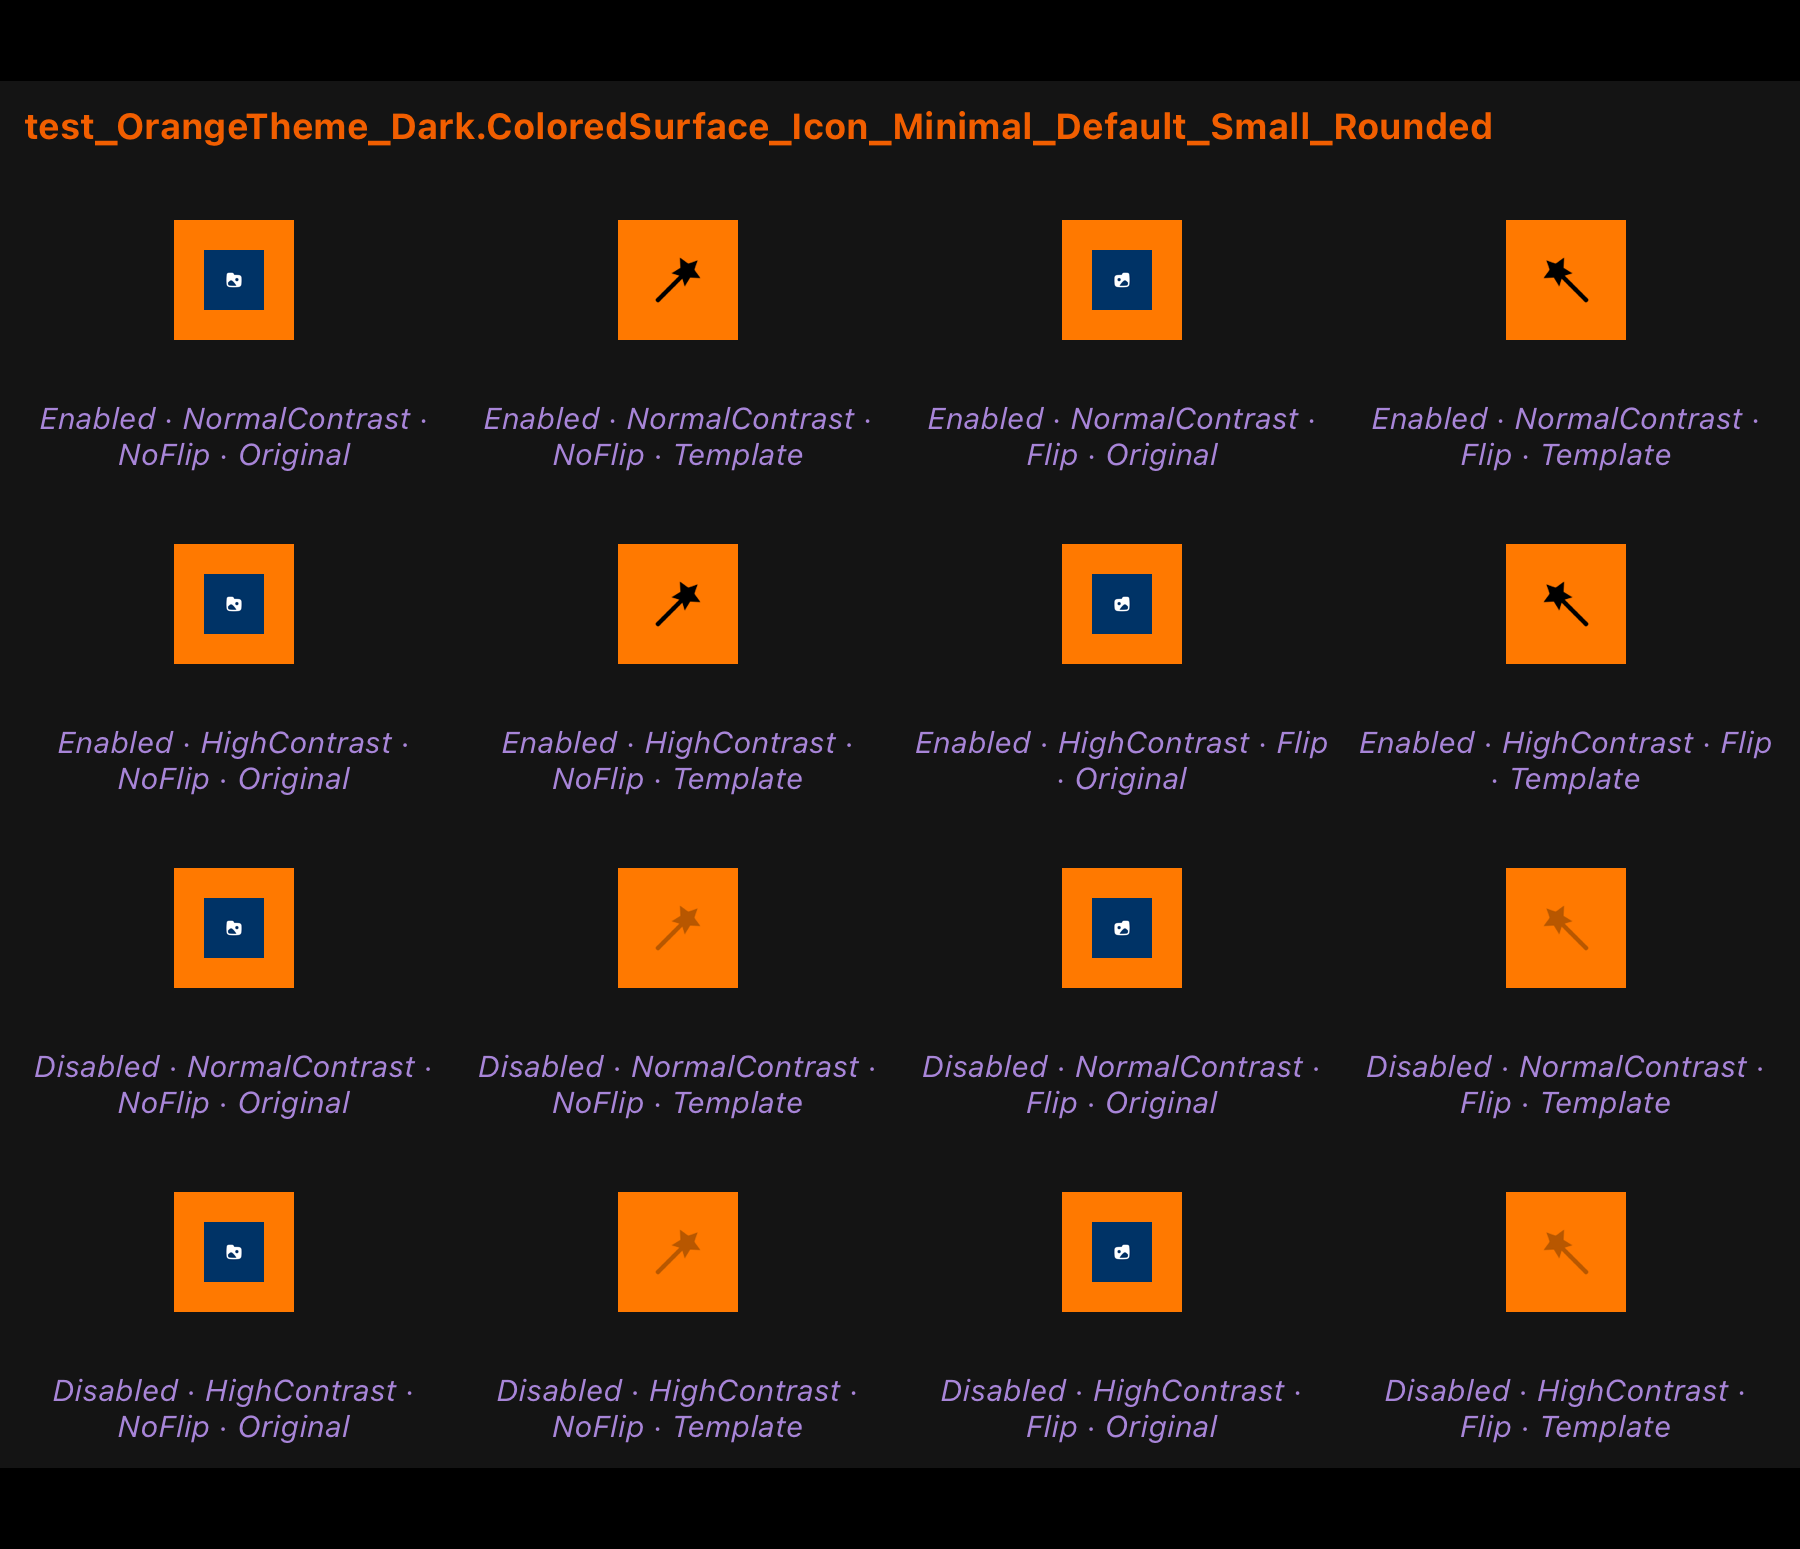 test_OrangeTheme_Dark.ColoredSurface_Icon_Minimal_Default_Small_Rounded
Enabled · NormalContrast ·
NoFlip · Original
Enabled · NormalContrast ·
NoFlip · Template
Enabled · NormalContrast ·
Flip · Original
Enabled · NormalContrast ·
Flip · Template
Enabled · HighContrast ·
NoFlip · Original
Enabled · HighContrast ·
NoFlip · Template
Enabled · HighContrast · Flip
· Original
Enabled · HighContrast · Flip
· Template
Disabled · NormalContrast ·
NoFlip · Original
Disabled · NormalContrast ·
NoFlip · Template
Disabled · NormalContrast ·
Flip · Original
Disabled · NormalContrast ·
Flip · Template
Disabled · HighContrast ·
NoFlip · Original
Disabled · HighContrast ·
NoFlip · Template
Disabled · HighContrast ·
Flip · Original
Disabled · HighContrast ·
Flip · Template